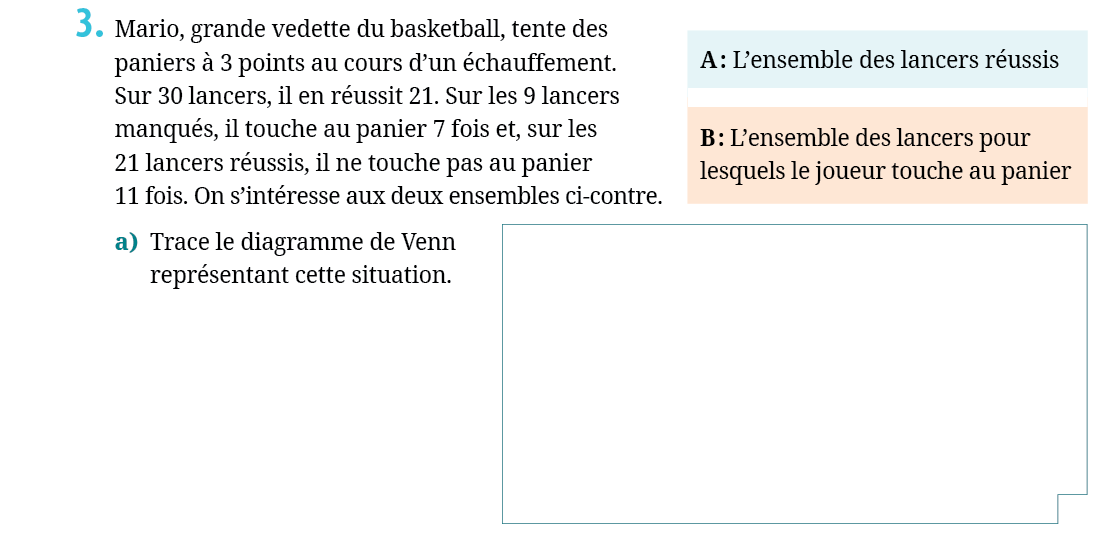 3. Mario, grande vedette du basketball, tente des
paniers à 3 points au cours d’un échauffement.
Sur 30 lancers, il en réussit 21. Sur les 9 lancers
manqués, il touche au panier 7 fois et, sur les
21 lancers réussis, il ne touche pas au panier
11 fois. On s’intéresse aux deux ensembles ci-contre.
A : L’ensemble des lancers réussis
B : L’ensemble des lancers pour
lesquels le joueur touche au panier
a) Trace le diagramme de Venn
représentant cette situation.